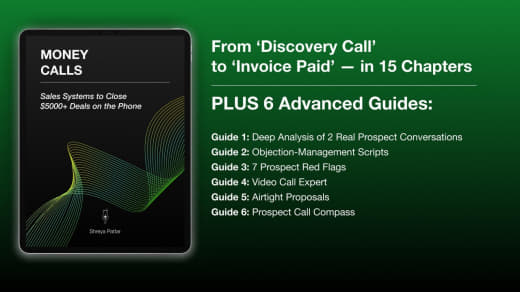 MONEY
CALLS
Sales Systems to Close
$5000+ Deals on the Phone
Shreya Pattar
From ‘Discovery Call’
to ‘Invoice Paid’ — in 15 Chapters
PLUS 6 Advanced Guides:
Guide 1: Deep Analysis of 2 Real Prospect Conversations
Guide 2: Objection-Management Scripts
Guide 3: 7 Prospect Red Flags
Guide 4: Video Call Expert
Guide 5: Airtight Proposals
Guide 6: Prospect Call Compass